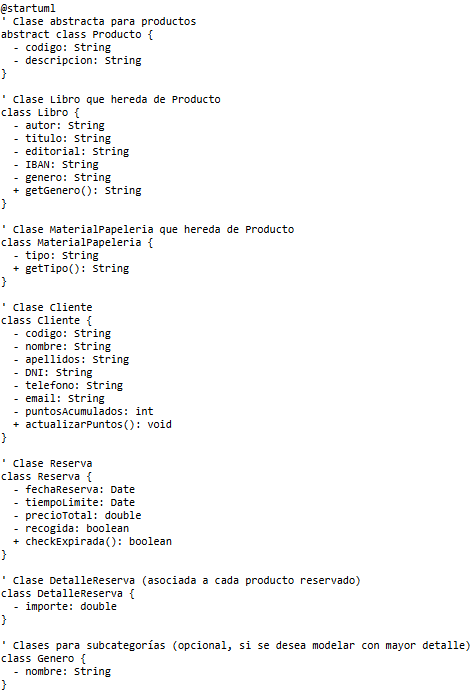 @startuml
' Clase abstracta para productos
abstract class Producto {
  - codigo: String
  - descripcion: String
}

' Clase Libro que hereda de Producto
class Libro {
  - autor: String
  - titulo: String
  - editorial: String
  - IBAN: String
  - genero: String
  + getGenero(): String
}

' Clase MaterialPapeleria que hereda de Producto
class MaterialPapeleria {
  - tipo: String
  + getTipo(): String
}

' Clase Cliente
class Cliente {
  - codigo: String
  - nombre: String
  - apellidos: String
  - DNI: String
  - telefono: String
  - email: String
  - puntosAcumulados: int
  + actualizarPuntos(): void
}

' Clase Reserva
class Reserva {
  - fechaReserva: Date
  - tiempoLimite: Date
  - precioTotal: double
  - recogida: boolean
  + checkExpirada(): boolean
}

' Clase DetalleReserva (asociada a cada producto reservado)
class DetalleReserva {
  - importe: double
}

' Clases para subcategorías (opcional, si se desea modelar con mayor detalle)
class Genero {
  - nombre: String
}